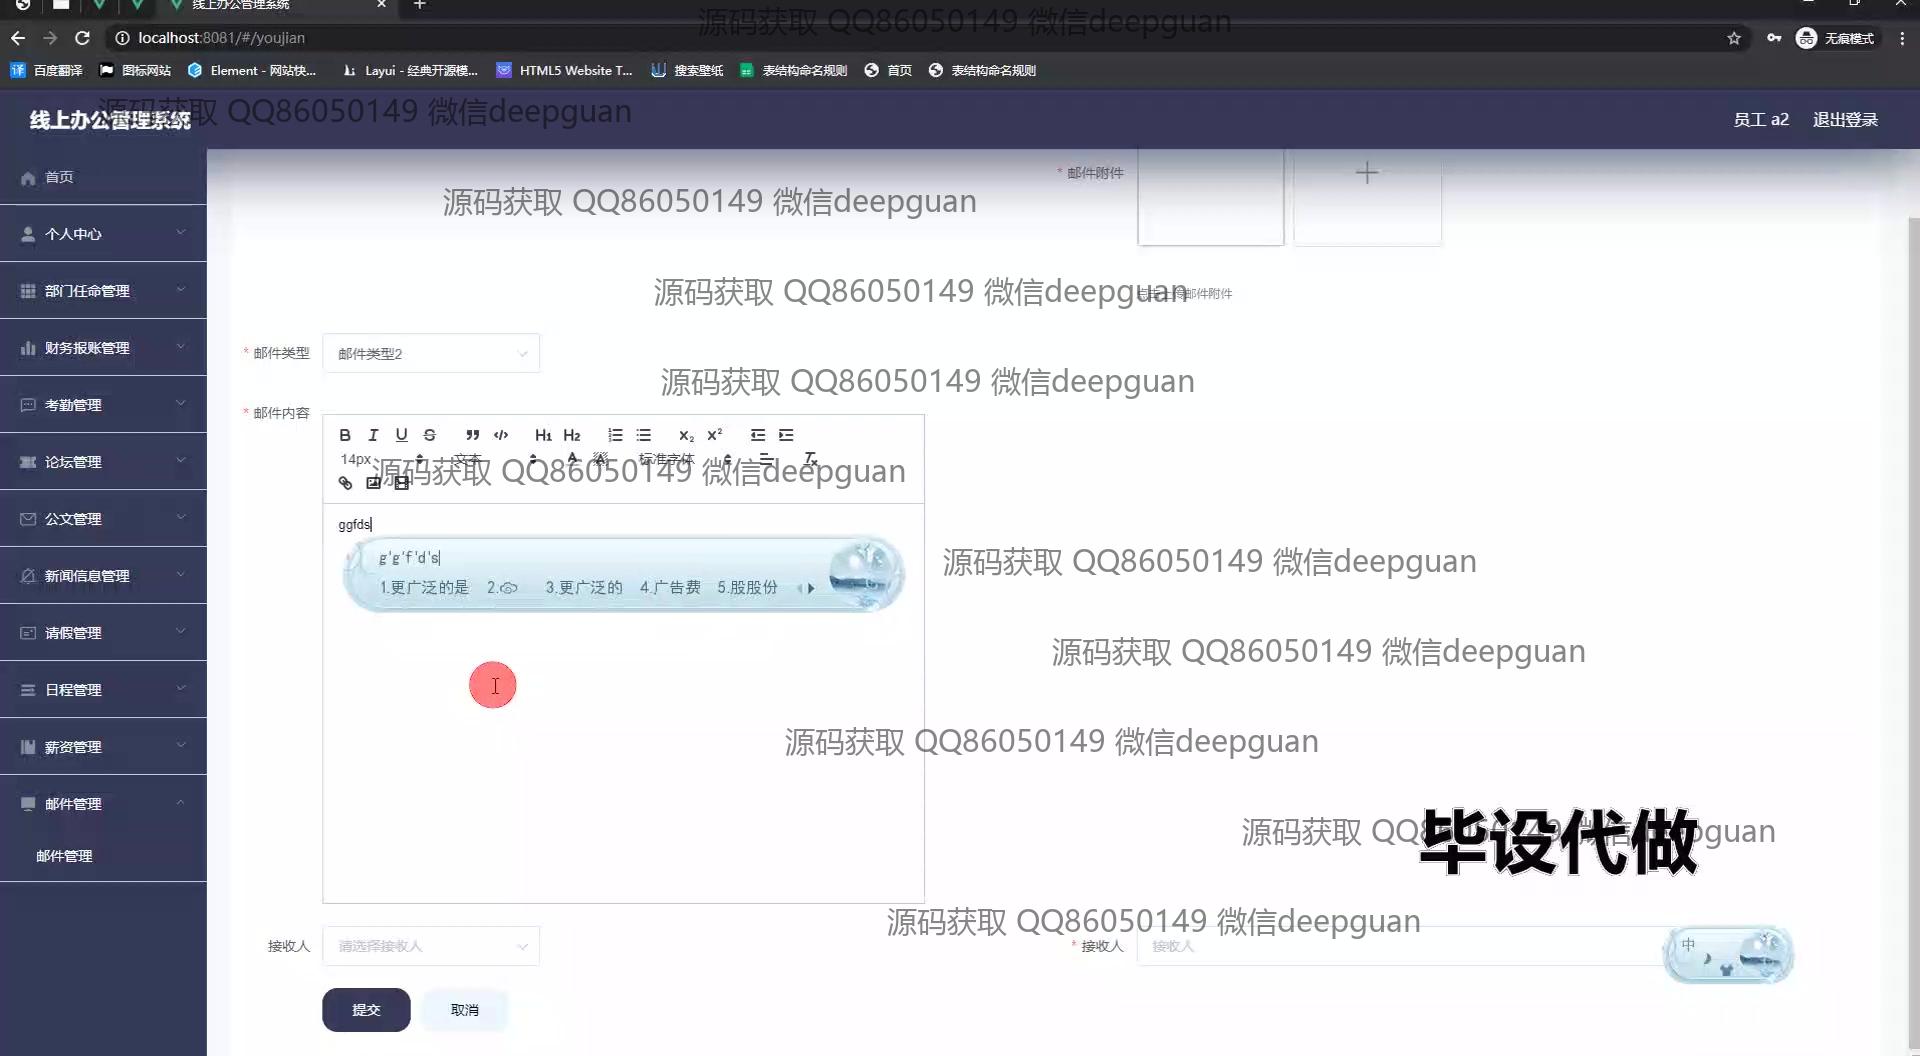 线上办公管理系统
源码获取 QQ86050149 微信deepguan
localhost:8081/#/youjian
无痕模式
百度翻译
图标网站
Element - 网站快...
Layui - 经典开源模...
HTML5 Website T...
搜索壁纸
表结构命名规则
首页
表结构命名规则
线上办公管理系统
源码获取 QQ86050149 微信deepguan
员工 a2
退出登录
首页
个人中心
部门任命管理
财务报账管理
考勤管理
论坛管理
公文管理
新闻信息管理
请假管理
日程管理
薪资管理
邮件管理
邮件管理
* 邮件附件
源码获取 QQ86050149 微信deepguan
源码获取 QQ86050149 微信deepguan
点击上传邮件附件
* 邮件类型
邮件类型2
源码获取 QQ86050149 微信deepguan
* 邮件内容
B I U S H1 H2 x₂ x²
14px 文本 A 标准字体
源码获取 QQ86050149 微信deepguan
ggfds
g'g'f'd's
1.更广泛的是 2. 3.更广泛的 4.广告费 5.股股份
源码获取 QQ86050149 微信deepguan
源码获取 QQ86050149 微信deepguan
源码获取 QQ86050149 微信deepguan
源码获取 QQ86050149 微信deepguan
毕设代做
源码获取 QQ86050149 微信deepguan
接收人
请选择接收人
* 接收人
接收人
中
提交
取消